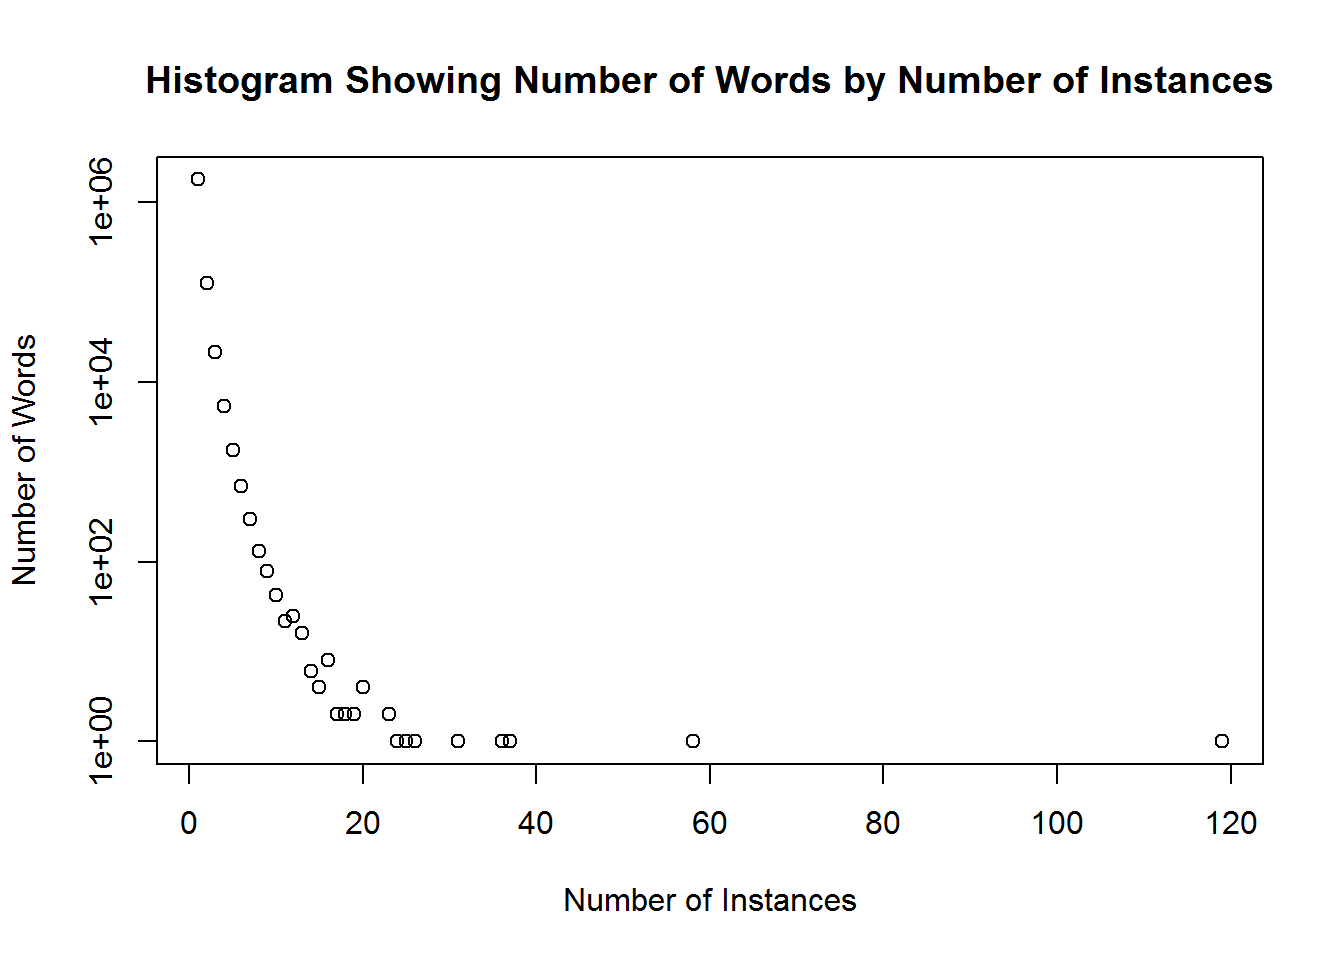 Histogram Showing Number of Words by Number of Instances
Number of Words
1e+06
1e+04
1e+02
1e+00
0 20 40 60 80 100 120
Number of Instances